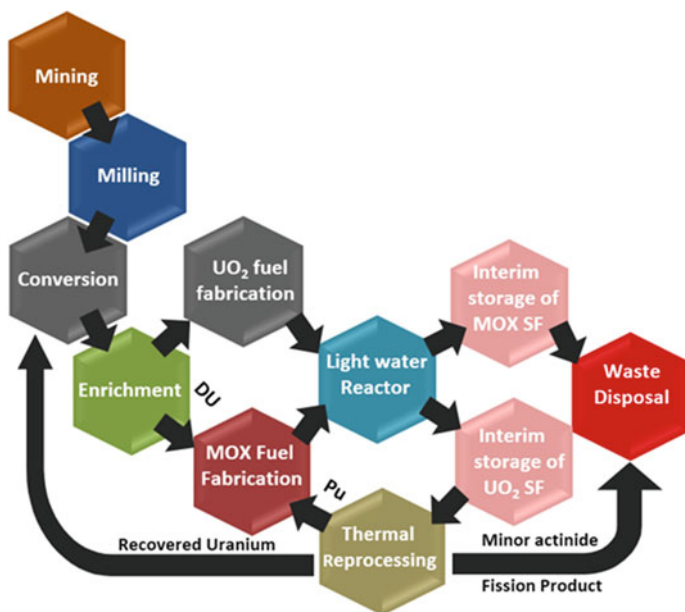 Mining
Milling
Conversion
UO₂ fuel
fabrication
Interim
storage of
MOX SF
Enrichment
DU
Light water
Reactor
Waste
Disposal
MOX Fuel
Fabrication
Pu
Interim
storage of
UO₂ SF
Thermal
Reprocessing
Recovered Uranium
Minor actinide
Fission Product